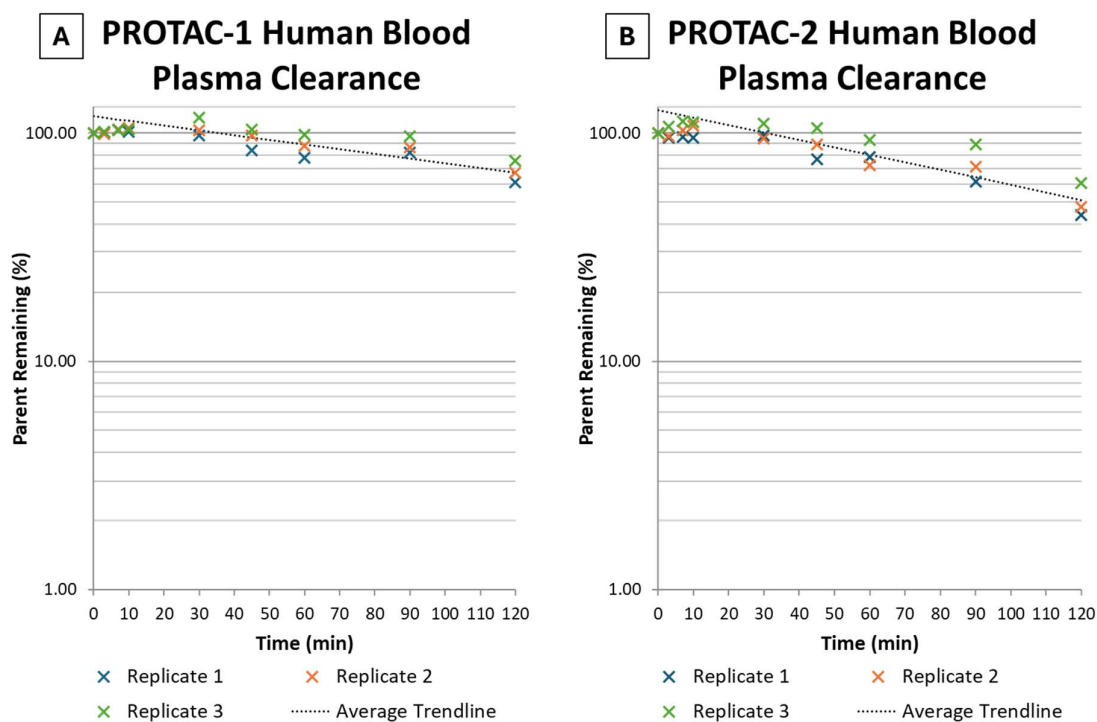 A
PROTAC-1 Human Blood
Plasma Clearance
100.00
10.00
1.00
Parent Remaining (%)
0 10 20 30 40 50 60 70 80 90 100 110 120
Time (min)
Replicate 1
Replicate 2
Replicate 3
Average Trendline
B
PROTAC-2 Human Blood
Plasma Clearance
100.00
10.00
1.00
Parent Remaining (%)
0 10 20 30 40 50 60 70 80 90 100 110 120
Time (min)
Replicate 1
Replicate 2
Replicate 3
Average Trendline